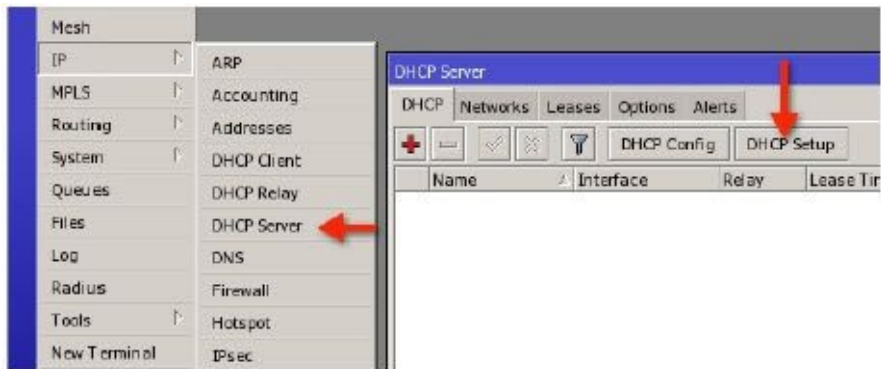 Mesh
IP
MPLS
Routing
System
Queues
Files
Log
Radius
Tools
New Terminal
ARP
Accounting
Addresses
DHCP Client
DHCP Relay
DHCP Server
DNS
Firewall
Hotspot
IPsec
DHCP Server
DHCP Networks Leases Options Alerts
DHCP Config DHCP Setup
Name Interface Relay Lease Tir